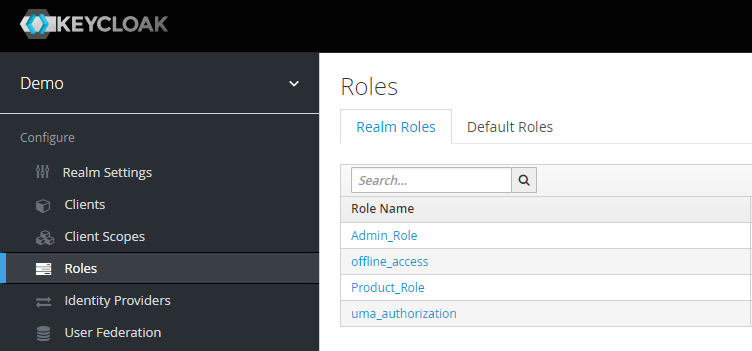 KEYCLOAK
Demo
Configure
Realm Settings
Clients
Client Scopes
Roles
Identity Providers
User Federation
Roles
Realm Roles Default Roles
Search...
Role Name
Admin_Role
offline_access
Product_Role
uma_authorization